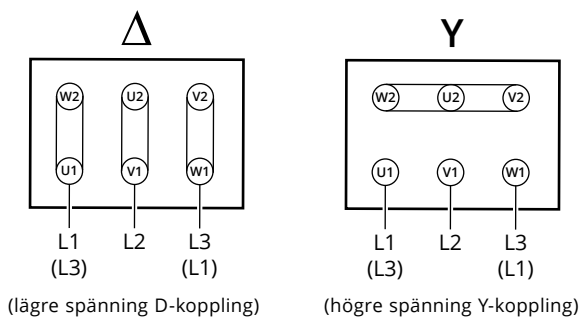 Δ Y
W2 U2 V2 W2 U2 V2
U1 V1 W1 U1 V1 W1
L1 L2 L3 L1 L2 L3
(L3) (L1) (L3) (L1)
(lägre spänning D-koppling) (högre spänning Y-koppling)